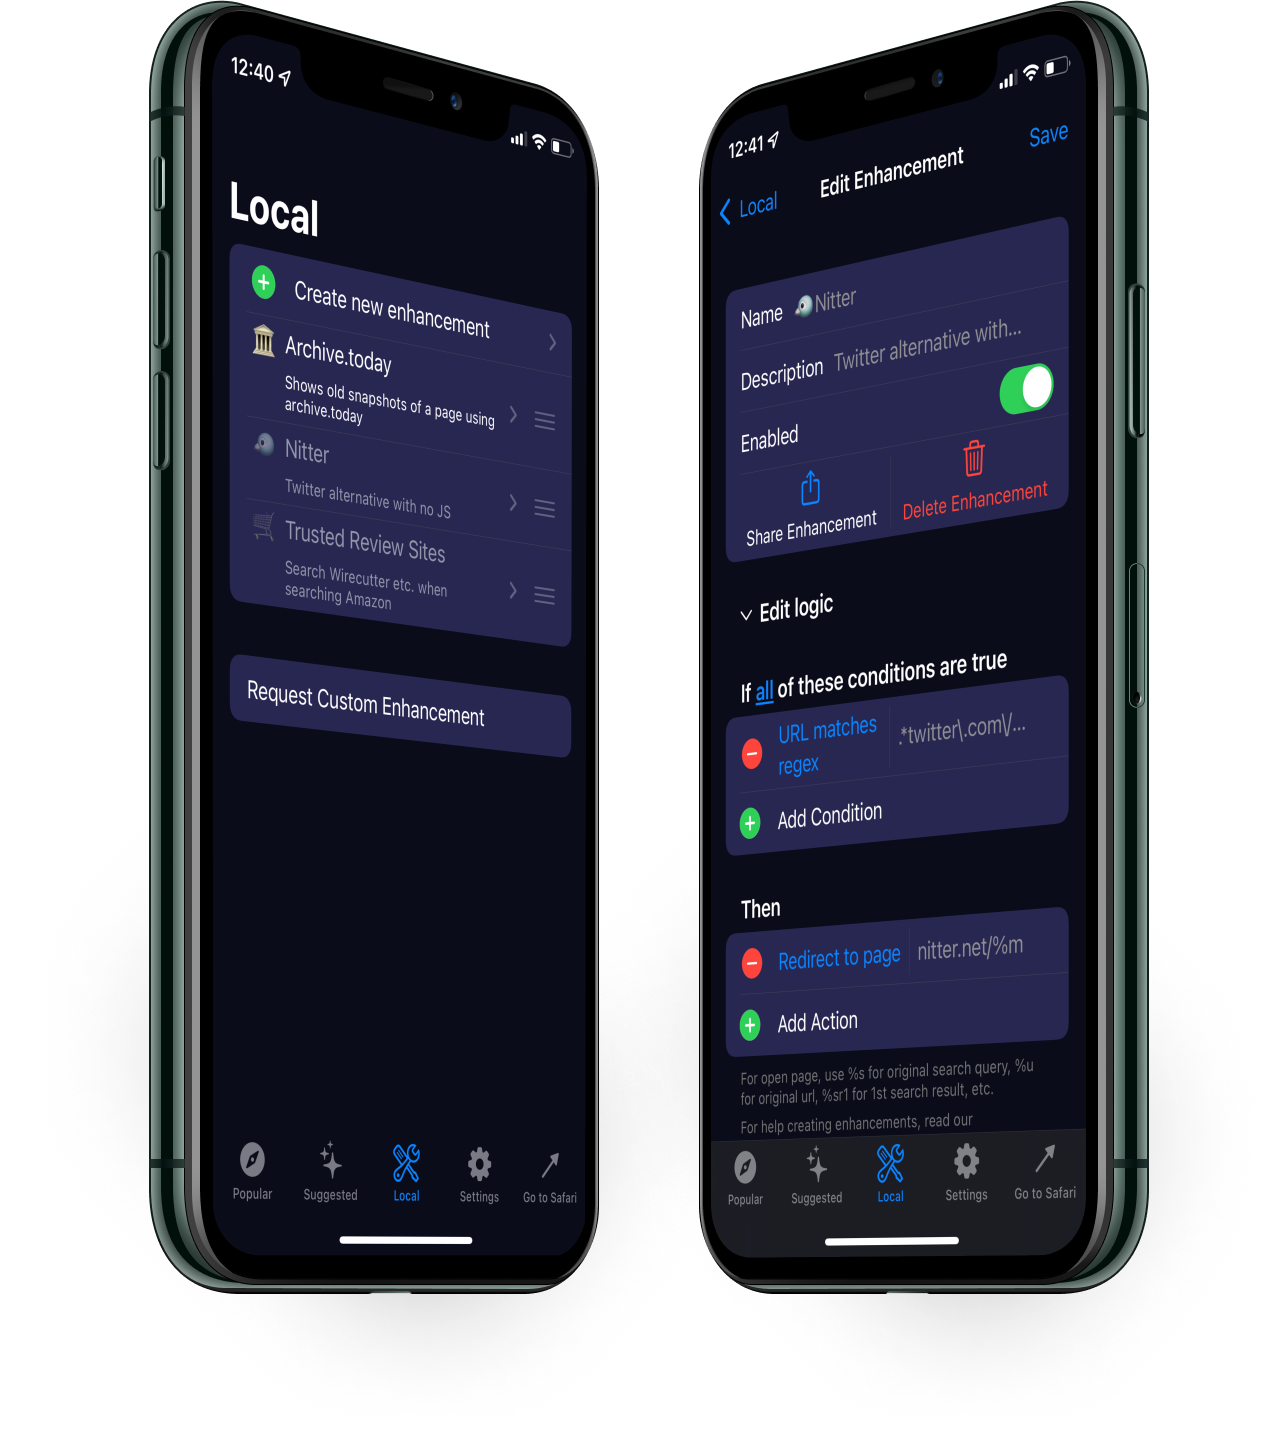 12:40
Local
Create new enhancement
Archive.today
Shows old snapshots of a page using
archive.today
Nitter
Twitter alternative with no JS
Trusted Review Sites
Search Wirecutter etc. when
searching Amazon
Request Custom Enhancement
Popular
Suggested
Local
Settings
Go to Safari
12:41
Save
Local
Edit Enhancement
Name Nitter
Description Twitter alternative with...
Enabled
Share Enhancement
Delete Enhancement
Edit logic
If all of these conditions are true
URL matches
regex
.*twitter\.com\/...
Add Condition
Then
Redirect to page nitter.net/%m
Add Action
For open page, use %s for original search query, %u
for original url, %sr1 for 1st search result, etc.
For help creating enhancements, read our
Popular
Suggested
Local
Settings
Go to Safari